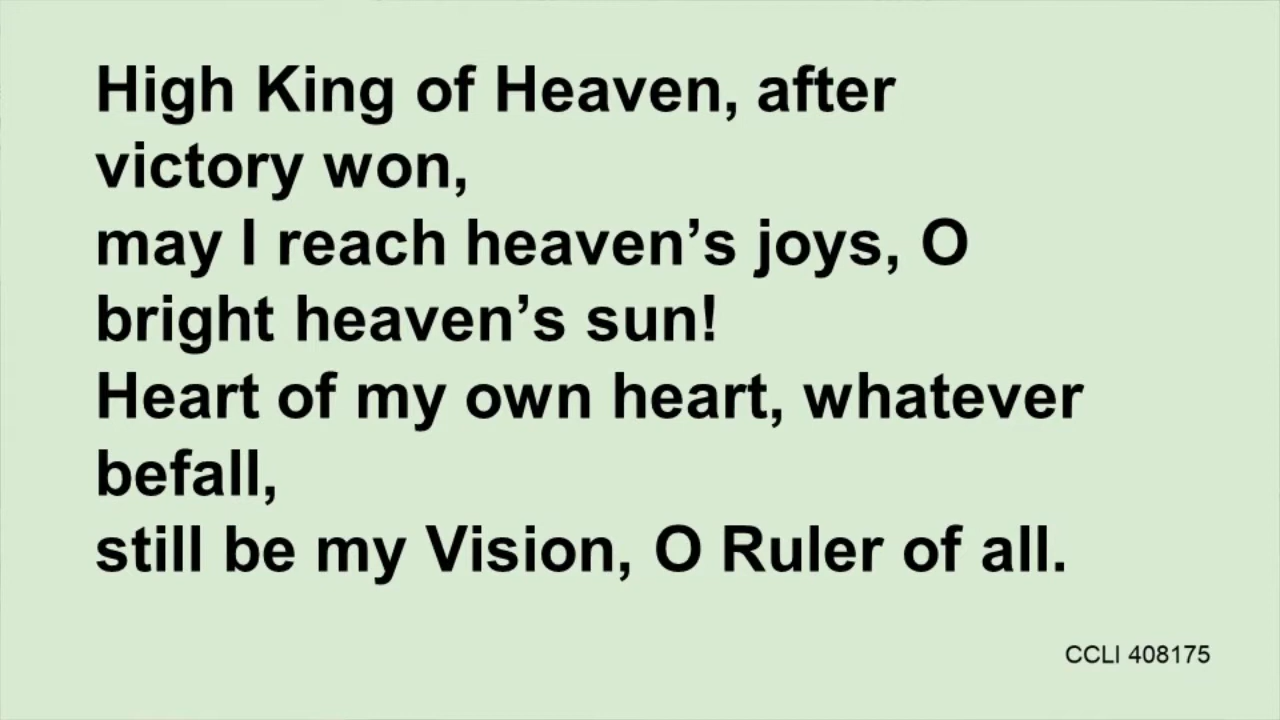 High King of Heaven, after
victory won,
may I reach heaven’s joys, O
bright heaven’s sun!
Heart of my own heart, whatever
befall,
still be my Vision, O Ruler of all.
CCLI 408175